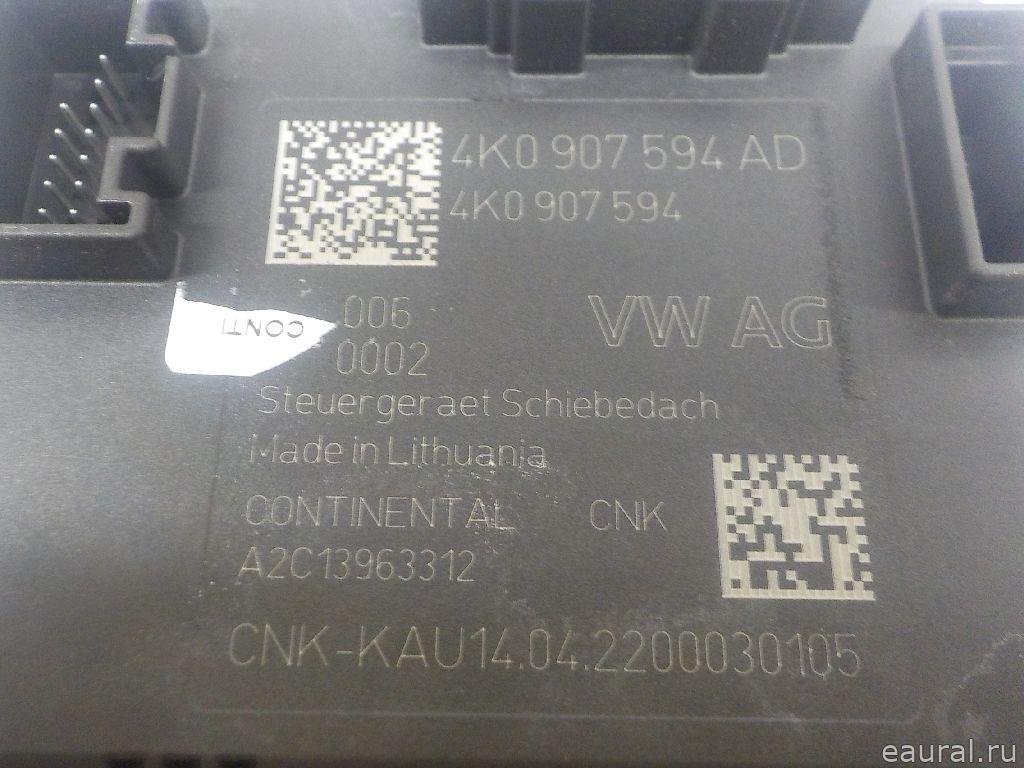 4K0 907 594 AD
4K0 907 594
006
VW AG
CONTI
0002
Steuergeraet Schiebedach
Made in Lithuania
CONTINENTAL CNK
A2C13963312
CNK-KAU14.04.2200030105
eaural.ru